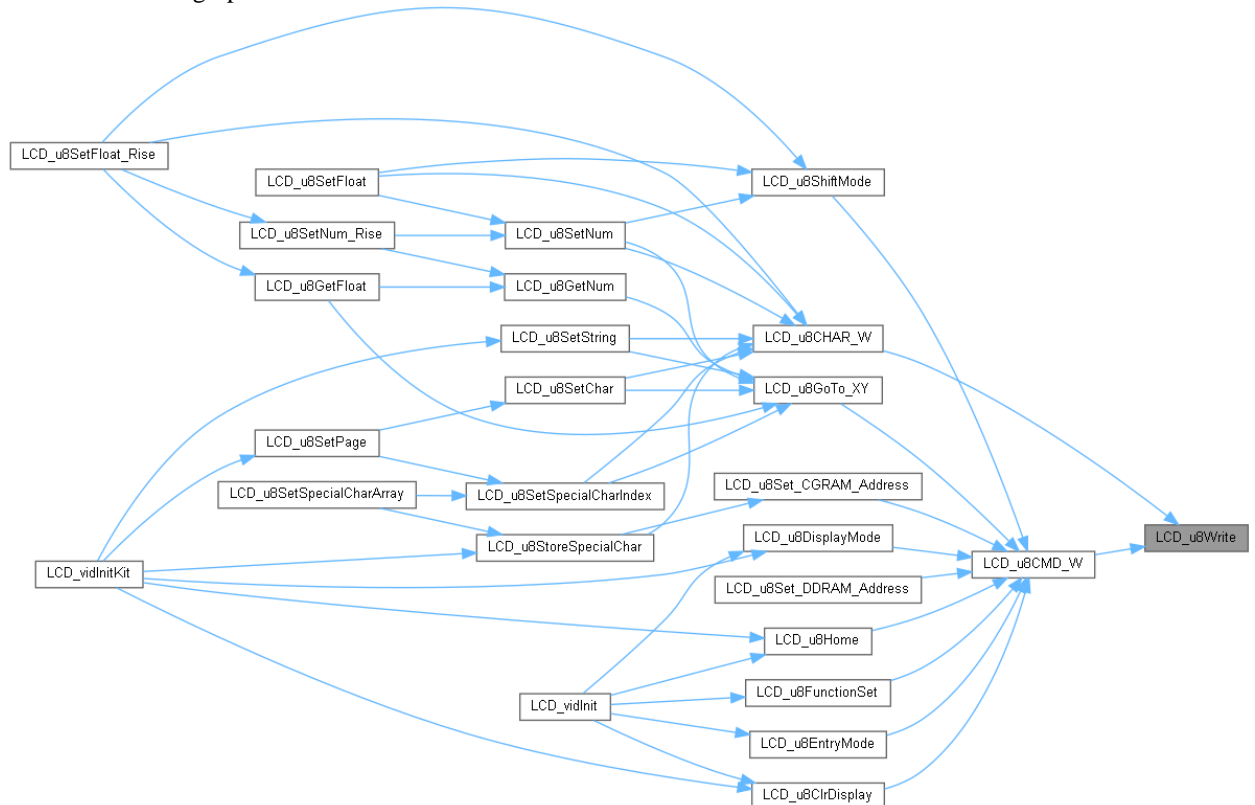 LCD_u8SetFloat_Rise
LCD_u8SetFloat
LCD_u8ShiftMode
LCD_u8SetNum_Rise
LCD_u8SetNum
LCD_u8GetFloat
LCD_u8GetNum
LCD_u8SetString
LCD_u8CHAR_W
LCD_u8SetChar
LCD_u8GoTo_XY
LCD_u8SetPage
LCD_u8SetSpecialCharArray
LCD_u8SetSpecialCharIndex
LCD_u8Set_CGRAM_Address
LCD_u8StoreSpecialChar
LCD_u8DisplayMode
LCD_u8Write
LCD_vidInitKit
LCD_u8CMD_W
LCD_u8Set_DDRAM_Address
LCD_u8Home
LCD_vidInit
LCD_u8FunctionSet
LCD_u8EntryMode
LCD_u8ClrDisplay